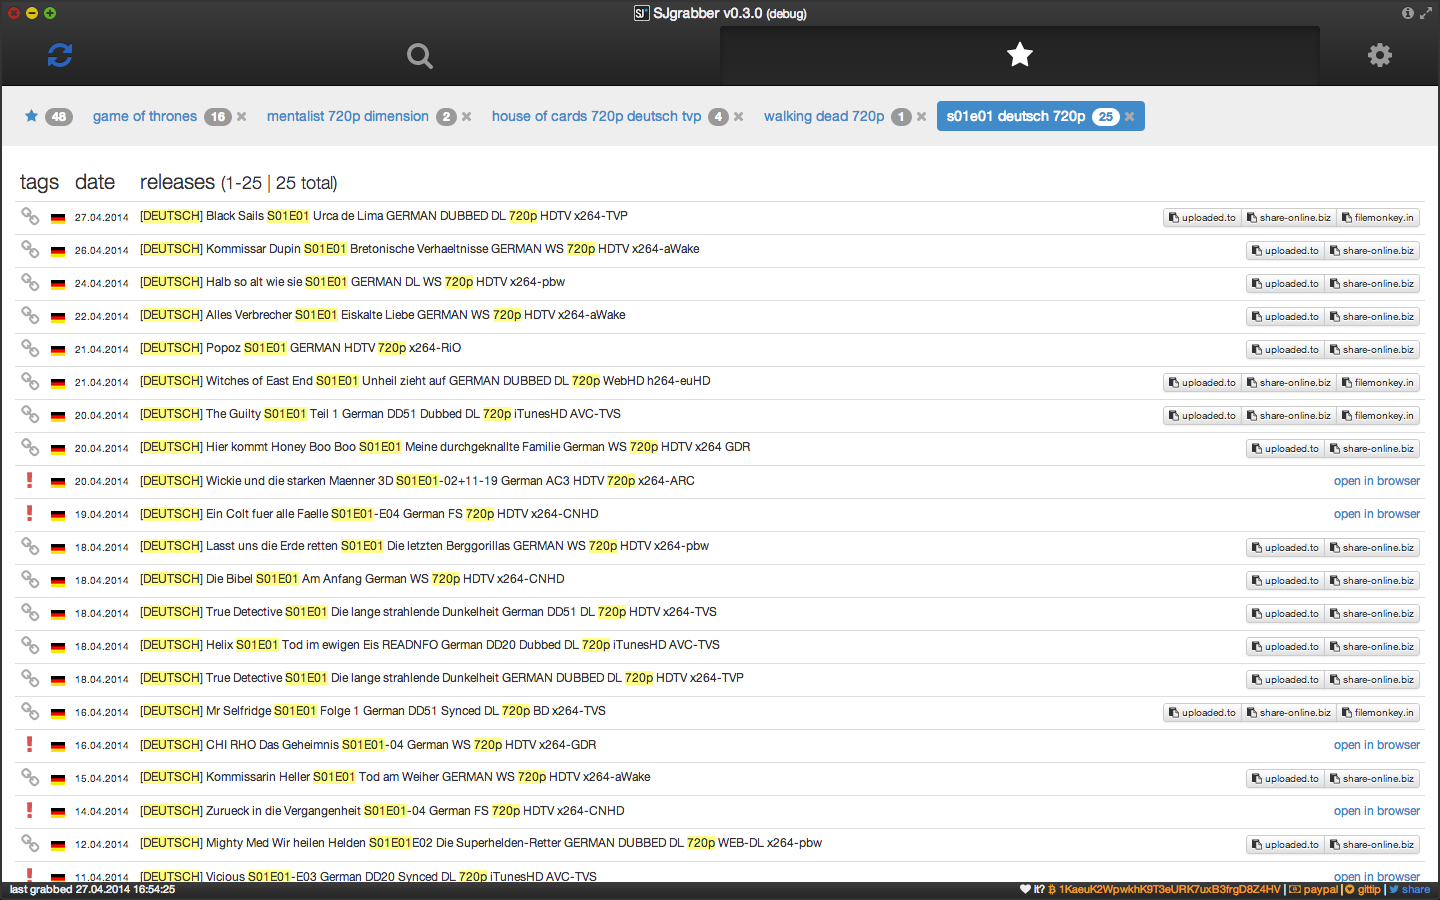 SJ SJgrabber v0.3.0 (debug)
48 game of thrones 16 mentalist 720p dimension 2 house of cards 720p deutsch tvp 4 walking dead 720p 1 s01e01 deutsch 720p 25
tags date releases (1-25 | 25 total)
27.04.2014 [DEUTSCH] Black Sails S01E01 Urca de Lima GERMAN DUBBED DL 720p HDTV x264-TVP uploaded.to share-online.biz filemonkey.in
26.04.2014 [DEUTSCH] Kommissar Dupin S01E01 Bretonische Verhaeltnisse GERMAN WS 720p HDTV x264-aWake uploaded.to share-online.biz
24.04.2014 [DEUTSCH] Halb so alt wie sie S01E01 GERMAN DL WS 720p HDTV x264-pbw uploaded.to share-online.biz
22.04.2014 [DEUTSCH] Alles Verbrecher S01E01 Eiskalte Liebe GERMAN WS 720p HDTV x264-aWake uploaded.to share-online.biz
21.04.2014 [DEUTSCH] Popoz S01E01 GERMAN HDTV 720p x264-RiO uploaded.to share-online.biz
21.04.2014 [DEUTSCH] Witches of East End S01E01 Unheil zieht auf GERMAN DUBBED DL 720p WebHD h264-euHD uploaded.to share-online.biz filemonkey.in
20.04.2014 [DEUTSCH] The Guilty S01E01 Teil 1 German DD51 Dubbed DL 720p iTunesHD AVC-TVS uploaded.to share-online.biz filemonkey.in
20.04.2014 [DEUTSCH] Hier kommt Honey Boo Boo S01E01 Meine durchgeknallte Familie German WS 720p HDTV x264 GDR uploaded.to share-online.biz
20.04.2014 [DEUTSCH] Wickie und die starken Maenner 3D S01E01-02+11-19 German AC3 HDTV 720p x264-ARC open in browser
19.04.2014 [DEUTSCH] Ein Colt fuer alle Faelle S01E01-E04 German FS 720p HDTV x264-CNHD open in browser
18.04.2014 [DEUTSCH] Lasst uns die Erde retten S01E01 Die letzten Berggorillas GERMAN WS 720p HDTV x264-pbw uploaded.to share-online.biz
18.04.2014 [DEUTSCH] Die Bibel S01E01 Am Anfang German WS 720p HDTV x264-CNHD uploaded.to share-online.biz
18.04.2014 [DEUTSCH] True Detective S01E01 Die lange strahlende Dunkelheit German DD51 DL 720p HDTV x264-TVS uploaded.to share-online.biz
18.04.2014 [DEUTSCH] Helix S01E01 Tod im ewigen Eis READNFO German DD20 Dubbed DL 720p iTunesHD AVC-TVS uploaded.to share-online.biz
18.04.2014 [DEUTSCH] True Detective S01E01 Die lange strahlende Dunkelheit GERMAN DUBBED DL 720p HDTV x264-TVP uploaded.to share-online.biz
16.04.2014 [DEUTSCH] Mr Selfridge S01E01 Folge 1 German DD51 Synced DL 720p BD x264-TVS uploaded.to share-online.biz filemonkey.in
16.04.2014 [DEUTSCH] CHI RHO Das Geheimnis S01E01-04 German WS 720p HDTV x264-GDR open in browser
15.04.2014 [DEUTSCH] Kommissarin Heller S01E01 Tod am Weiher GERMAN WS 720p HDTV x264-aWake uploaded.to share-online.biz
14.04.2014 [DEUTSCH] Zurueck in die Vergangenheit S01E01-04 German FS 720p HDTV x264-CNHD open in browser
12.04.2014 [DEUTSCH] Mighty Med Wir heilen Helden S01E01E02 Die Superhelden-Retter GERMAN DUBBED DL 720p WEB-DL x264-pbw uploaded.to share-online.biz
11.04.2014 [DEUTSCH] Vicious S01E01-E03 German DD20 Synced DL 720p iTunesHD AVC-TVS open in browser
last grabbed 27.04.2014 16:54:25 it? 1KaeuK2WpwkhK9T3eURK7uxB3frgD8Z4HV | paypal | gittip | share